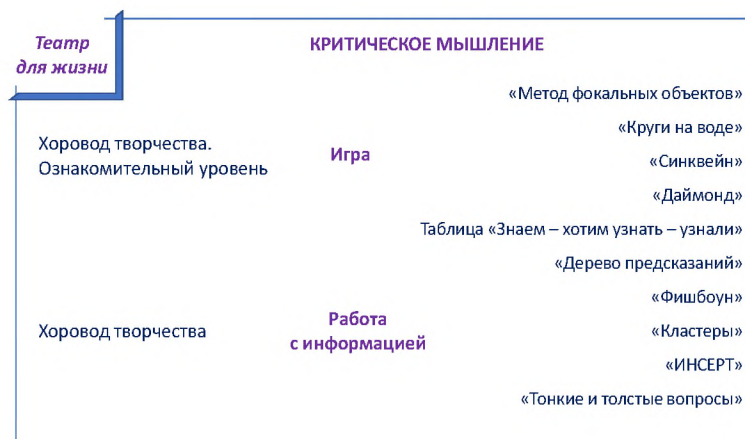 Театр
для жизни
КРИТИЧЕСКОЕ МЫШЛЕНИЕ
Хоровод творчества.
Ознакомительный уровень
Игра
«Метод фокальных объектов»
«Круги на воде»
«Синквейн»
«Даймонд»
Таблица «Знаем – хотим узнать – узнали»
«Дерево предсказаний»
Хоровод творчества
Работа
с информацией
«Фишбоун»
«Кластеры»
«ИНСЕРТ»
«Тонкие и толстые вопросы»